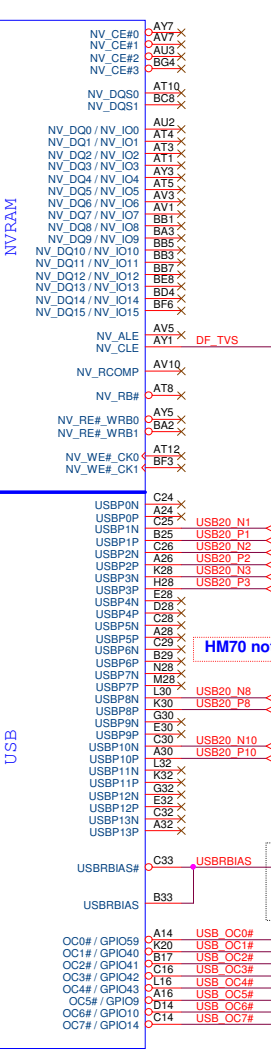 NVRAM
NV_CE#0 AY7
NV_CE#1 AV7
NV_CE#2 AU3
NV_CE#3 BG4
NV_DQS0 AT10
NV_DQS1 BC8
NV_DQ0 / NV_IO0 AU2
NV_DQ1 / NV_IO1 AT4
NV_DQ2 / NV_IO2 AT3
NV_DQ3 / NV_IO3 AT1
NV_DQ4 / NV_IO4 AY3
NV_DQ5 / NV_IO5 AT5
NV_DQ6 / NV_IO6 AV3
NV_DQ7 / NV_IO7 AV1
NV_DQ8 / NV_IO8 BB1
NV_DQ9 / NV_IO9 BA3
NV_DQ10 / NV_IO10 BB5
NV_DQ11 / NV_IO11 BB3
NV_DQ12 / NV_IO12 BB7
NV_DQ13 / NV_IO13 BE8
NV_DQ14 / NV_IO14 BD4
NV_DQ15 / NV_IO15 BF6
NV_ALE AV5
NV_CLE AY1 DF_TVS
NV_RCOMP AV10
NV_RB# AT8
NV_RE#_WRB0 AY5
NV_RE#_WRB1 BA2
NV_WE#_CK0 AT12
NV_WE#_CK1 BF3
USB
USBP0N C24
USBP0P A24
USBP1N C25 USB20_N1
USBP1P B25 USB20_P1
USBP2N C26 USB20_N2
USBP2P A26 USB20_P2
USBP3N K28 USB20_N3
USBP3P H28 USB20_P3
USBP4N E28
USBP4P D28
USBP5N C28
USBP5P A28
USBP6N C29
USBP6P B29
USBP7N N28
USBP7P M28
HM70 no
USBP8N L30 USB20_N8
USBP8P K30 USB20_P8
USBP9N G30
USBP9P E30
USBP10N C30 USB20_N10
USBP10P A30 USB20_P10
USBP11N L32
USBP11P K32
USBP12N G32
USBP12P E32
USBP13N C32
USBP13P A32
USBRBIAS# C33 USBRBIAS
USBRBIAS B33
OC0# / GPIO59 A14 USB_OC0#
OC1# / GPIO40 K20 USB_OC1#
OC2# / GPIO41 B17 USB_OC2#
OC3# / GPIO42 C16 USB_OC3#
OC4# / GPIO43 L16 USB_OC4#
OC5# / GPIO9 A16 USB_OC5#
OC6# / GPIO10 D14 USB_OC6#
OC7# / GPIO14 C14 USB_OC7#